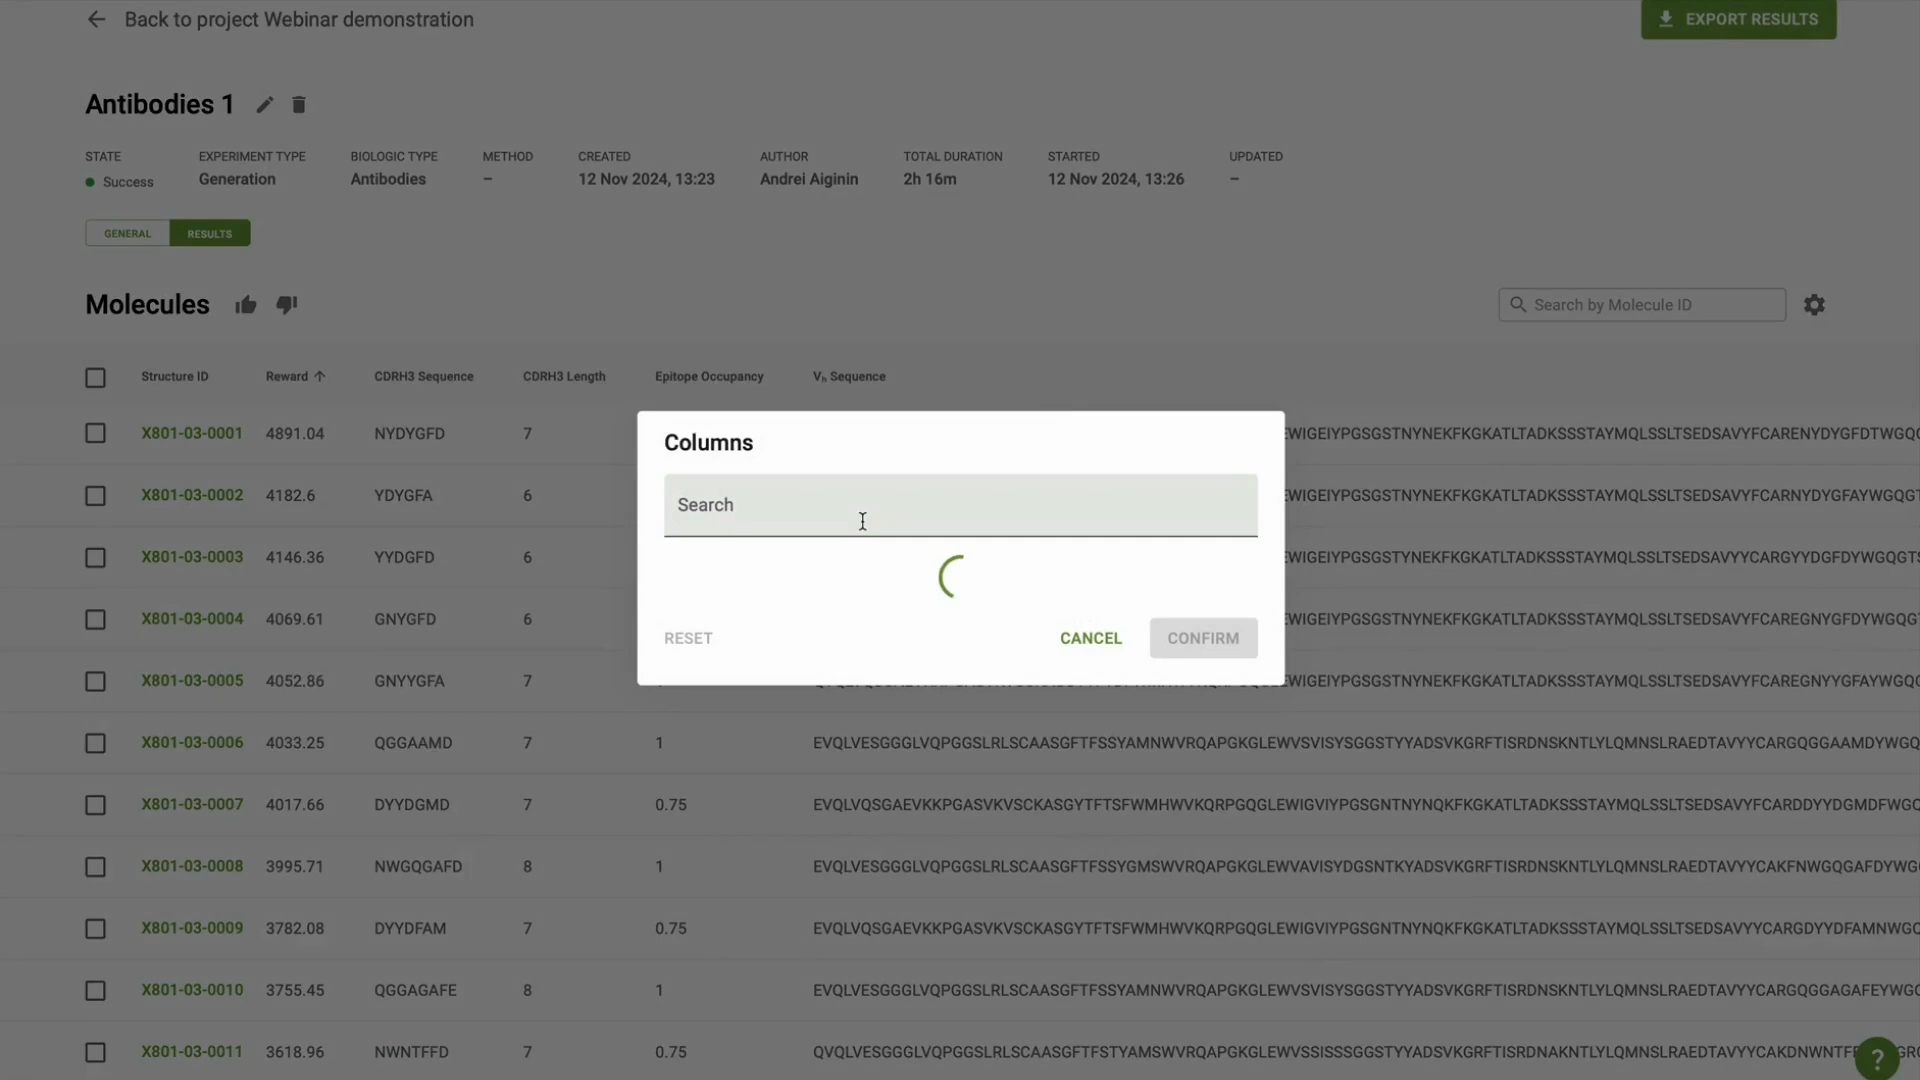 Back to project Webinar demonstration
EXPORT RESULTS
Antibodies 1
STATE EXPERIMENT TYPE BIOLOGIC TYPE METHOD CREATED AUTHOR TOTAL DURATION STARTED UPDATED
Success Generation Antibodies – 12 Nov 2024, 13:23 Andrei Aiginin 2h 16m 12 Nov 2024, 13:26 –
GENERAL RESULTS
Molecules
Search by Molecule ID
Structure ID Reward CDRH3 Sequence CDRH3 Length Epitope Occupancy Vₕ Sequence
X801-03-0001 4891.04 NYDYGFD 7 EWIGEIYPGSGSTNYNEKFKGKATLTADKSSSTAYMQLSSLTSEDSAVYFCARENYDYGFDTWGQG
X801-03-0002 4182.6 YDYGFA 6 EWIGEIYPGSGSTNYNEKFKGKATLTADKSSSTAYMQLSSLTSEDSAVYFCARNYDYGFAYWGQGT
X801-03-0003 4146.36 YYDGFD 6 EWIGEIYPGSGSTYNEKFKGKATLTADKSSSTAYMQLSSLTSEDSAVYYCARGYYDGFDYWGQGTS
X801-03-0004 4069.61 GNYGFD 6 EWIGEIYPGSGSTNYNEKFKGKATLTADKSSSTAYMQLSSLTSEDSAVYFCAREGNYGFDYWGQGT
X801-03-0005 4052.86 GNYYGFA 7 EWIGEIYPGSGSTNYNEKFKGKATLTADKSSSTAYMQLSSLTSEDSAVYFCAREGNYYGFAYWGQG
X801-03-0006 4033.25 QGGAAMD 7 1 EVQLVESGGGLVQPGGSLRLSCAASGFTFSSYAMNWVRQAPGKGLEWVSVISYSGGSTYYADSVKGRFTISRDNSKNTLYLQMNSLRAEDTAVYYCARGQGGAAMDYWGQ
X801-03-0007 4017.66 DYYDGMD 7 0.75 EVQLVQSGAEVKKPGASVKVSCKASGYTFTSFWMHWVKQRPGQGLEWIGVIYPGSGNTNYNQKFKGKATLTADKSSSTAYMQLSSLTSEDSAVYFCARDDYYDGMDFWGQ
X801-03-0008 3995.71 NWGQGAFD 8 1 EVQLVESGGGLVQPGGSLRLSCAASGFTFSSYGMSWVRQAPGKGLEWVAVISYDGSNTKYADSVKGRFTISRDNSKNTLYLQMNSLRAEDTAVYYCAKFNWGQGAFDYWG
X801-03-0009 3782.08 DYYDFAM 7 0.75 EVQLVQSGAEVKKPGASVKVSCKASGYTFTSFWMHWVKQRPGQGLEWIGVIYPGSGNTNYNQKFKGKATLTADKSSSTAYMQLSSLTSEDSAVYYCARGDYYDFAMNWGQ
X801-03-0010 3755.45 QGGAGAFE 8 1 EVQLVESGGGLVQPGGSLRLSCAASGFTFSSYAMNWVRQAPGKGLEWVSVISYSGGSTYYADSVKGRFTISRDNSKNTLYLQMNSLRAEDTAVYYCARGQGGAGAFEYWG
X801-03-0011 3618.96 NWNTFFD 7 0.75 QVQLVESGGGLVQPGGSLRLSCAASGFTFSTYAMSWVRQAPGKGLEWVSSISSSGGSTYYADSVKGRFTISRDNAKNTLYLQMNSLRAEDTAVYYCAKDNWNTF
Columns
Search
RESET CANCEL CONFIRM
?